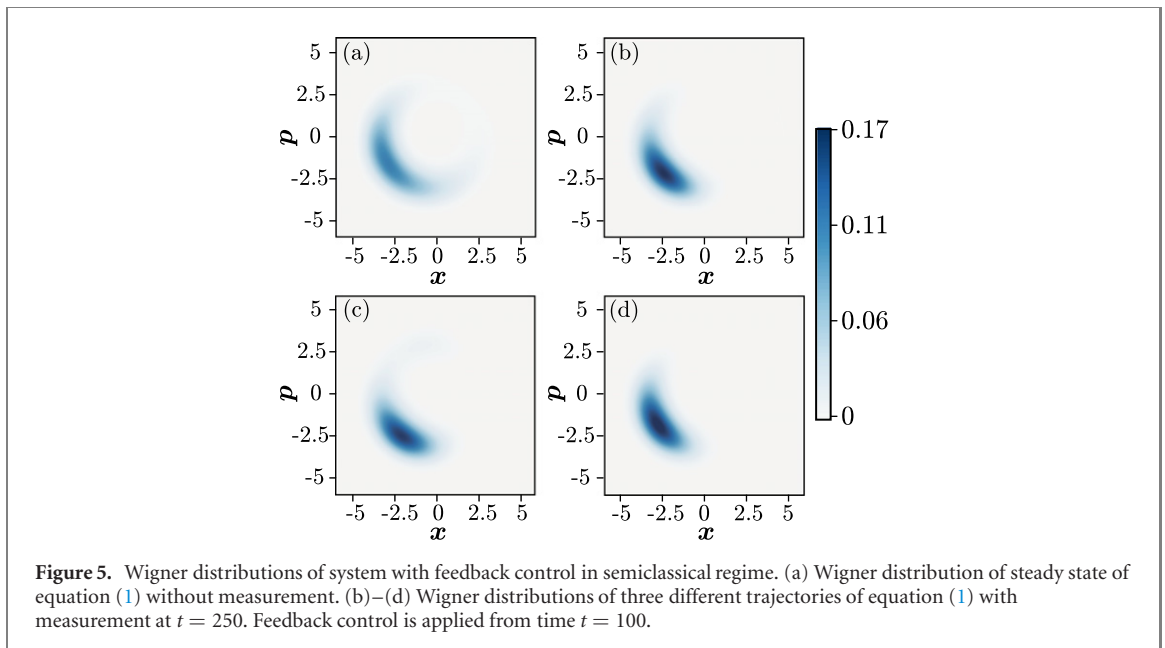 (a)
5
2.5
0
-2.5
-5
p
-5 -2.5 0 2.5 5
x
(b)
5
2.5
0
-2.5
-5
p
-5 -2.5 0 2.5 5
x
(c)
5
2.5
0
-2.5
-5
p
-5 -2.5 0 2.5 5
x
(d)
5
2.5
0
-2.5
-5
p
-5 -2.5 0 2.5 5
x
0.17
0.11
0.06
0
Figure 5. Wigner distributions of system with feedback control in semiclassical regime. (a) Wigner distribution of steady state of
equation (1) without measurement. (b)–(d) Wigner distributions of three different trajectories of equation (1) with
measurement at t = 250. Feedback control is applied from time t = 100.